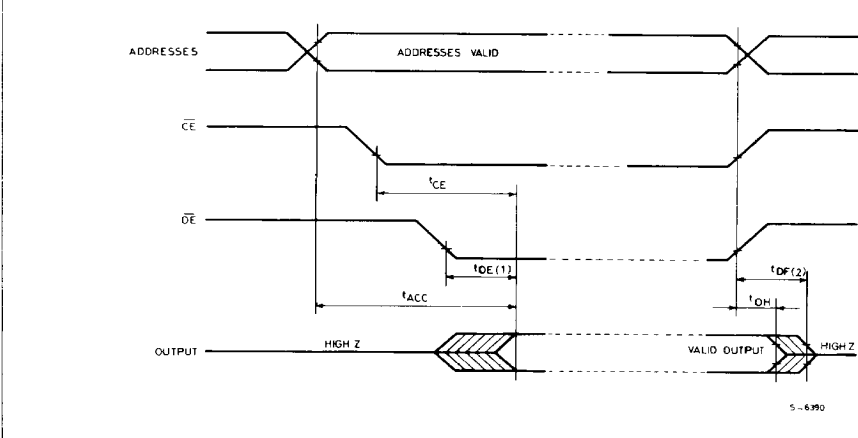 ADDRESSES
ADDRESSES VALID
CE
tCE
OE
tOE(1)
tDF(2)
tACC
tOH
OUTPUT
HIGH Z
VALID OUTPUT
HIGH Z
S-6390